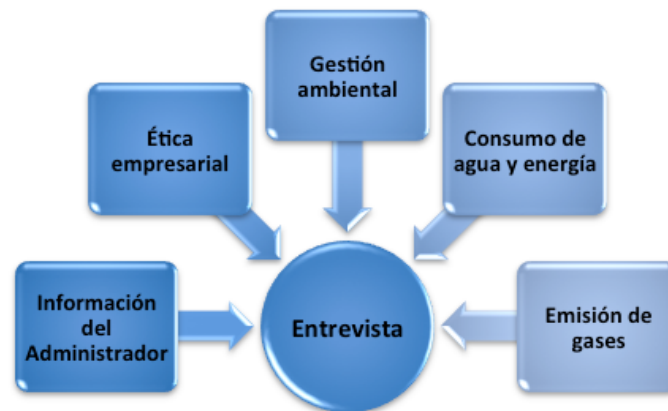 Gestión
ambiental
Ética
empresarial
Consumo de
agua y energía
Información
del
Administrador
Entrevista
Emisión de
gases